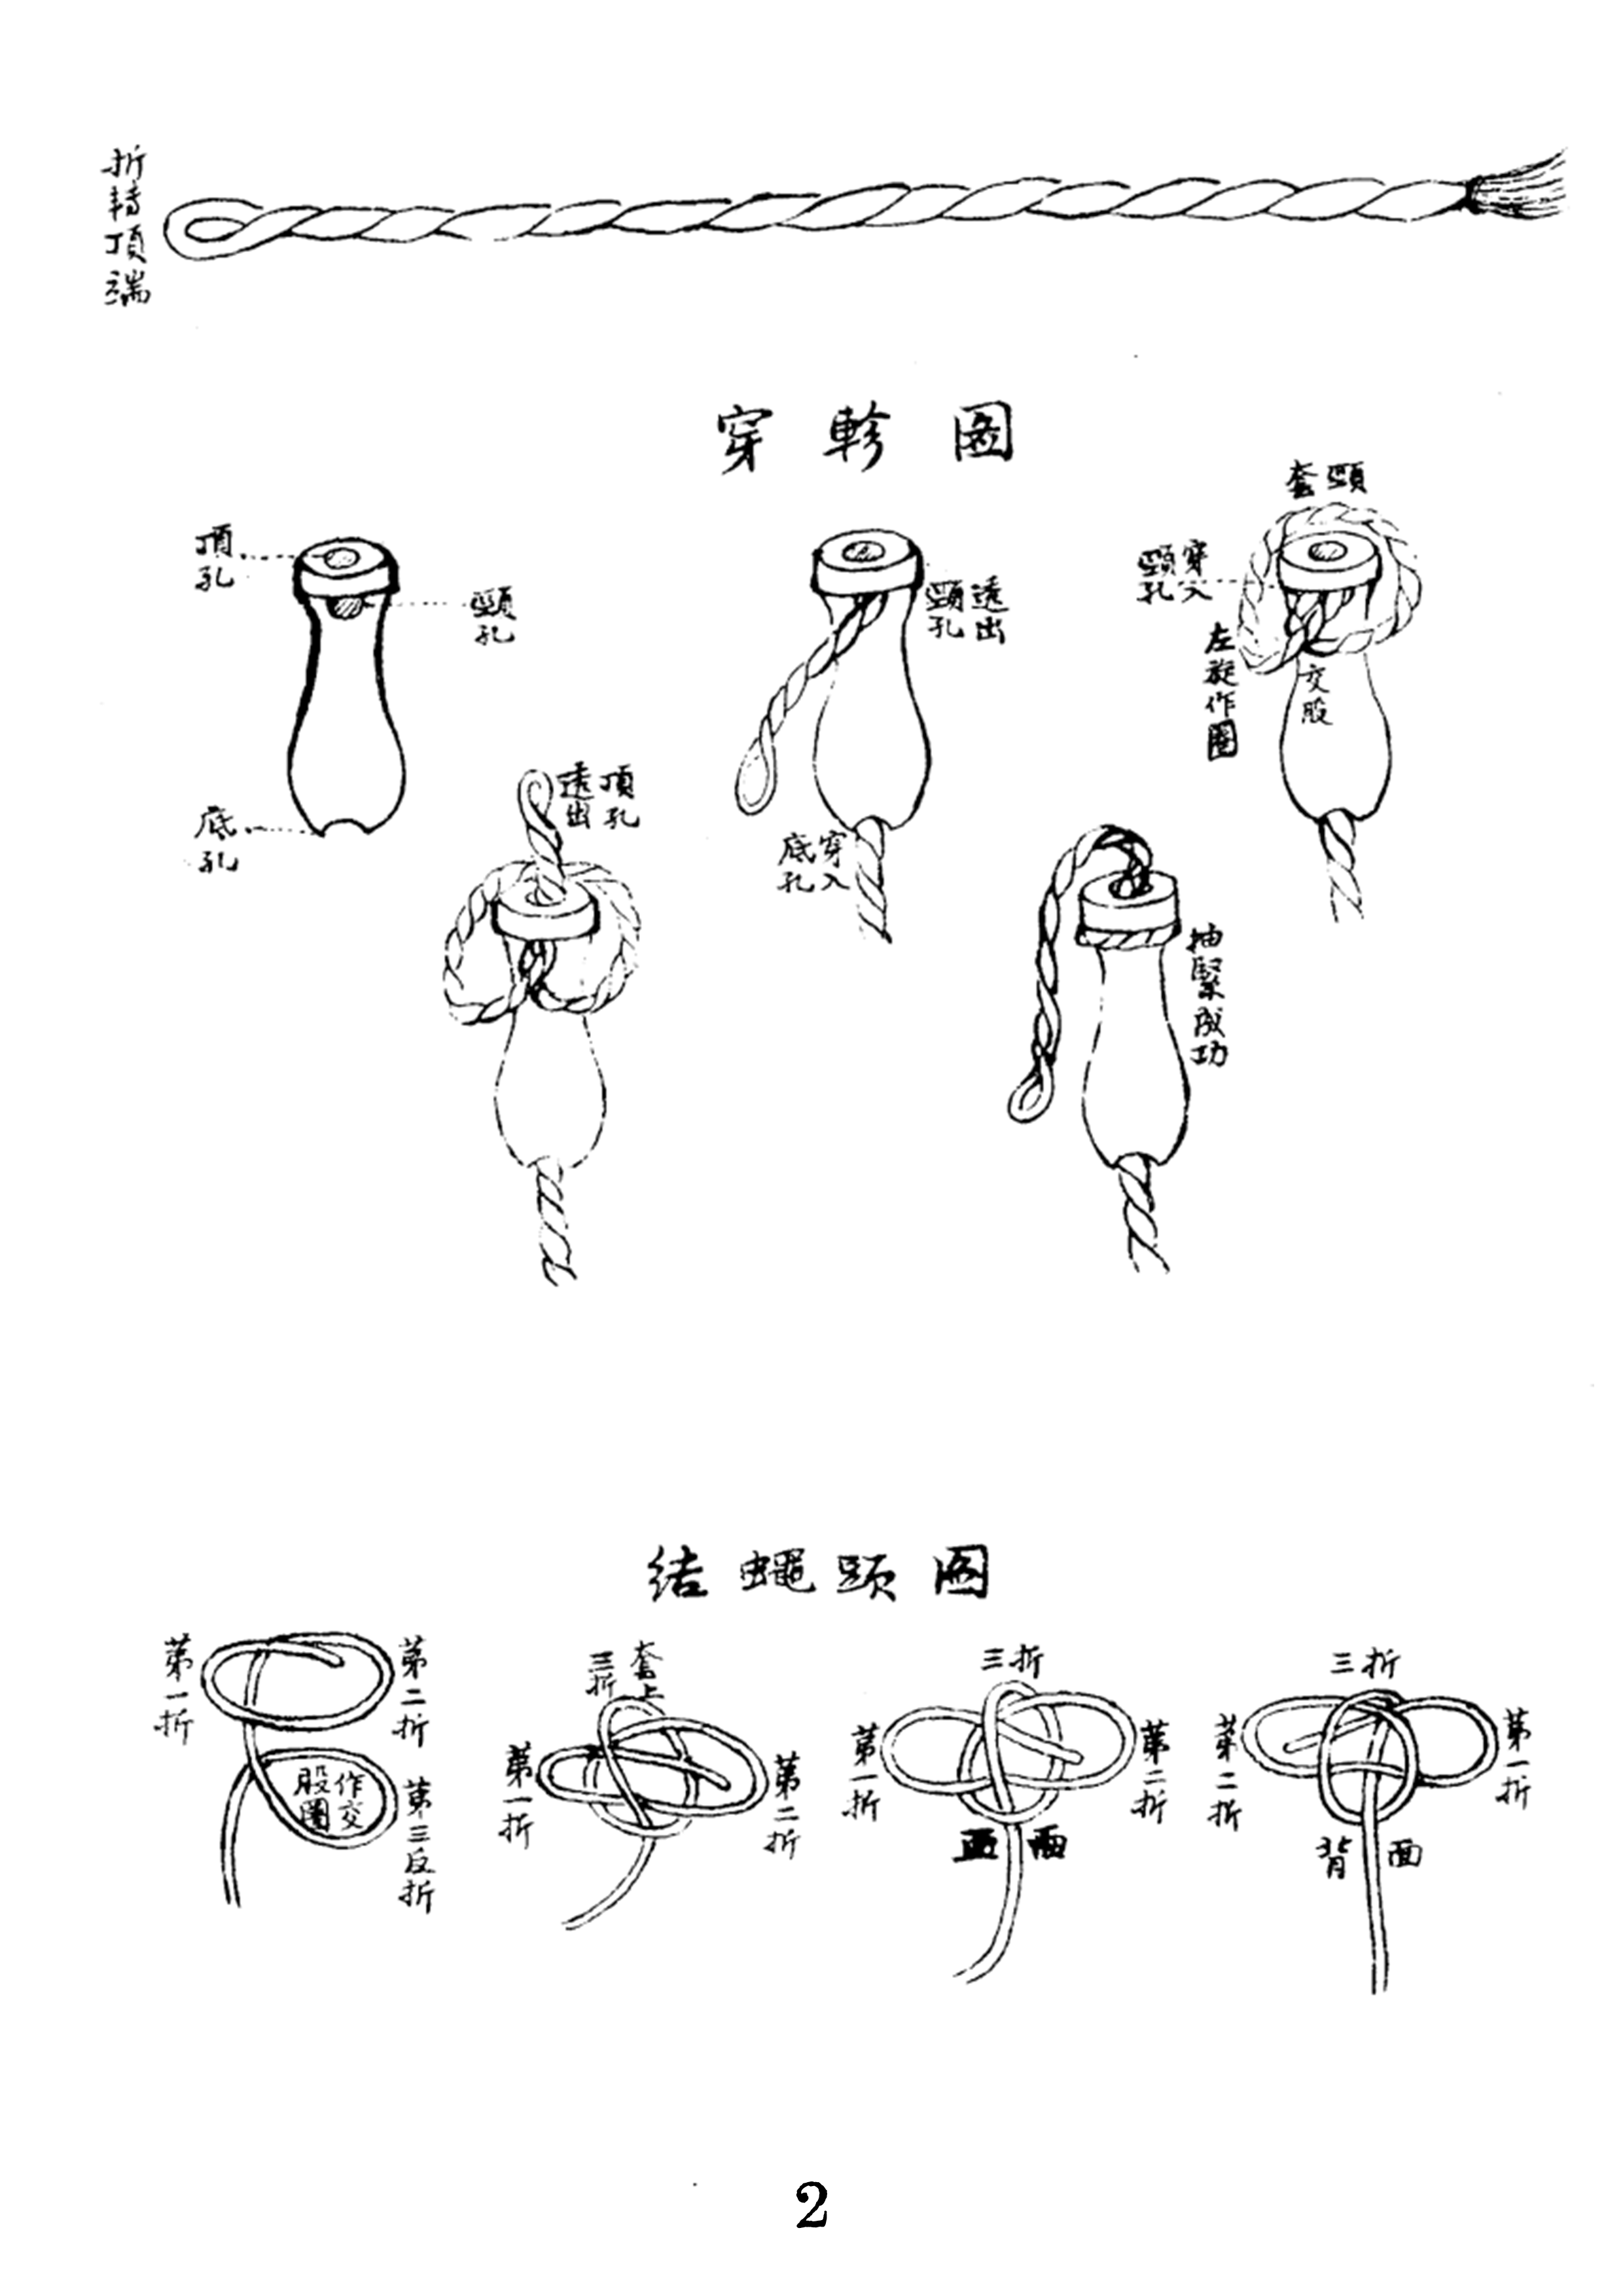 折轉頂端
穿軫圖
頂孔
頸孔
底孔
透出頸孔
穿入底孔
套頸
穿入頸孔
左旋作圈
交股
頂孔透出
抽緊成功
结蠅頭图
第一折
第二折
作交股圈
第三反折
套上三折
第一折
第二折
三折
第一折
第二折
面
三折
第二折
第一折
背面
2